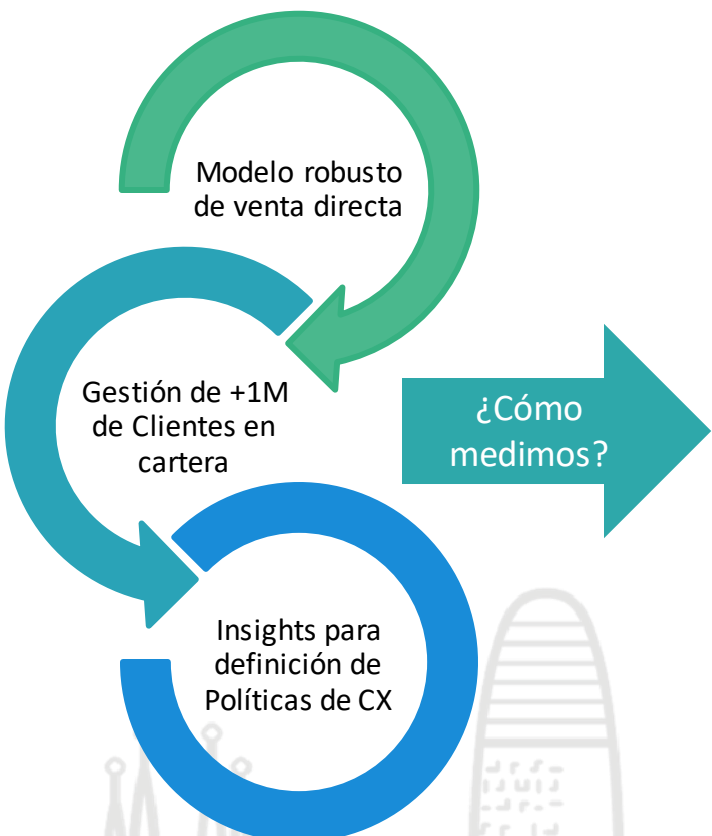 Modelo robusto
de venta directa
Gestión de +1M
de Clientes en
cartera
¿Cómo
medimos?
Insights para
definición de
Políticas de CX